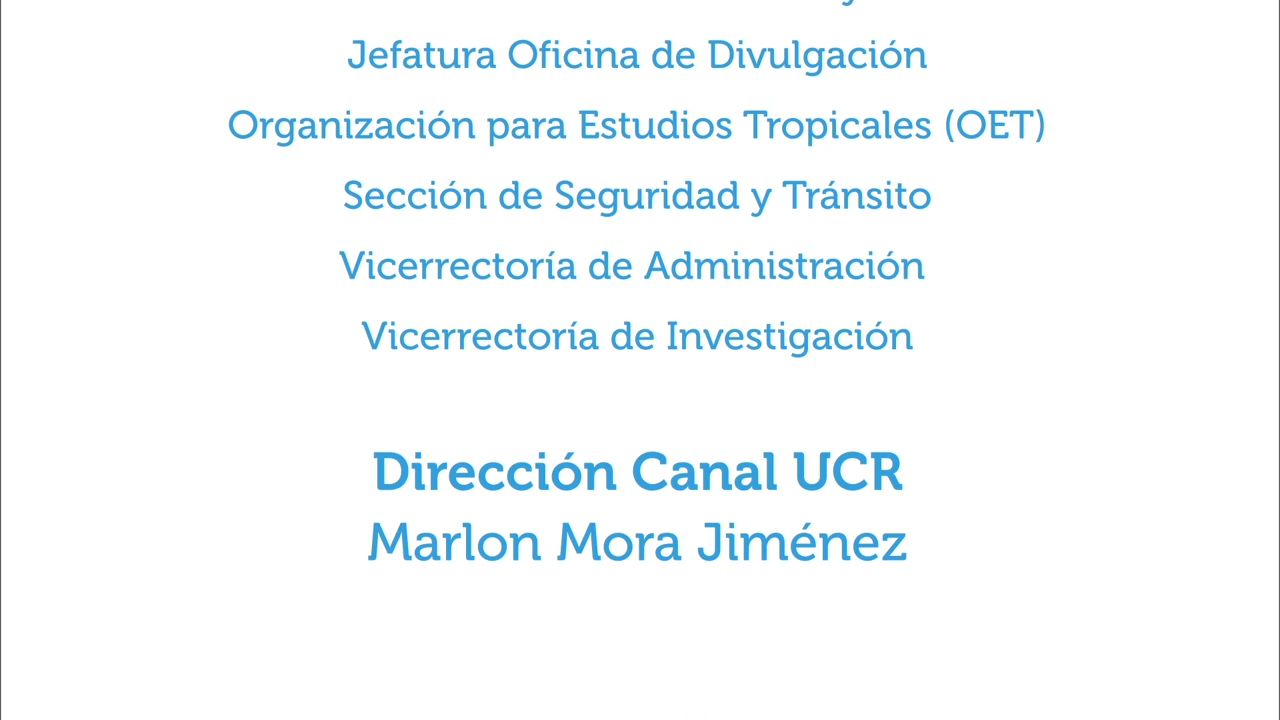 Jefatura Oficina de Divulgación
Organización para Estudios Tropicales (OET)
Sección de Seguridad y Tránsito
Vicerrectoría de Administración
Vicerrectoría de Investigación
Dirección Canal UCR
Marlon Mora Jiménez